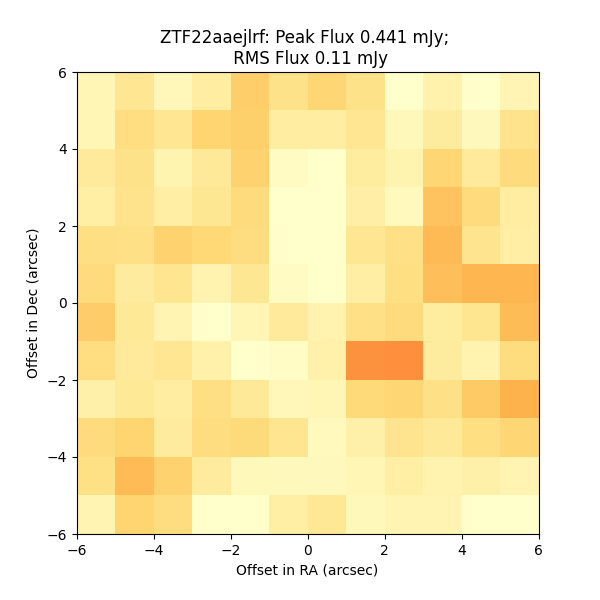 ZTF22aaejlrf: Peak Flux 0.441 mJy;
RMS Flux 0.11 mJy
6
4
2
0
−2
−4
−6
Offset in Dec (arcsec)
−6 −4 −2 0 2 4 6
Offset in RA (arcsec)